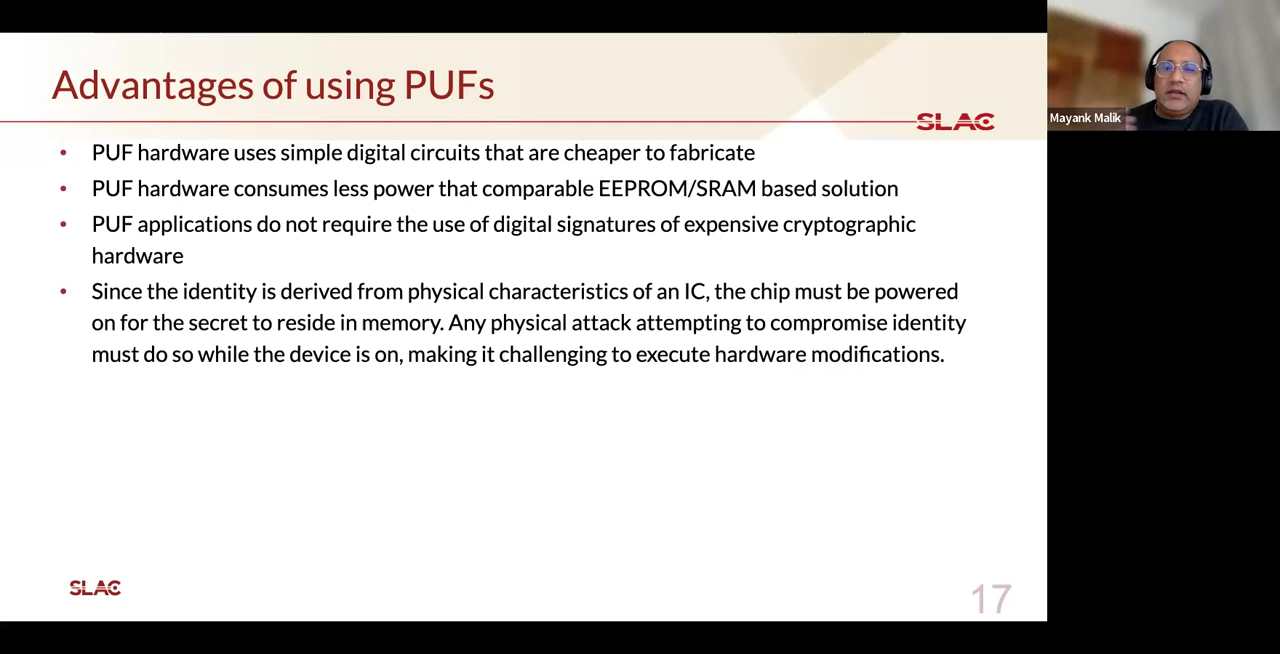 Advantages of using PUFs
SLAC
Mayank Malik
• PUF hardware uses simple digital circuits that are cheaper to fabricate
• PUF hardware consumes less power that comparable EEPROM/SRAM based solution
• PUF applications do not require the use of digital signatures of expensive cryptographic
hardware
• Since the identity is derived from physical characteristics of an IC, the chip must be powered
on for the secret to reside in memory. Any physical attack attempting to compromise identity
must do so while the device is on, making it challenging to execute hardware modifications.
SLAC
17